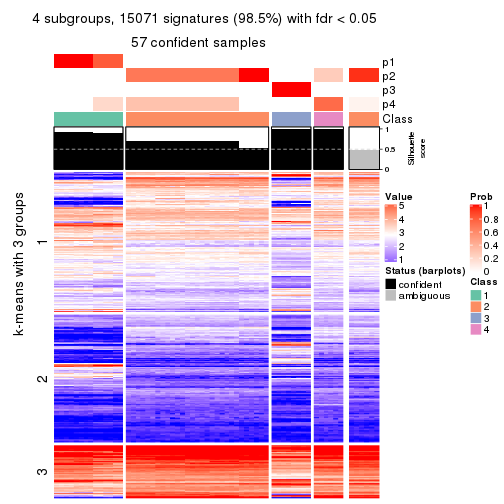 4 subgroups, 15071 signatures (98.5%) with fdr < 0.05
57 confident samples
p1
p2
p3
p4
Class
1
0.5
0
Silhouette
score
k-means with 3 groups
1
2
3
Value
5
4
3
2
1
Status (barplots)
confident
ambiguous
Prob
1
0.8
0.6
0.4
0.2
0
Class
1
2
3
4